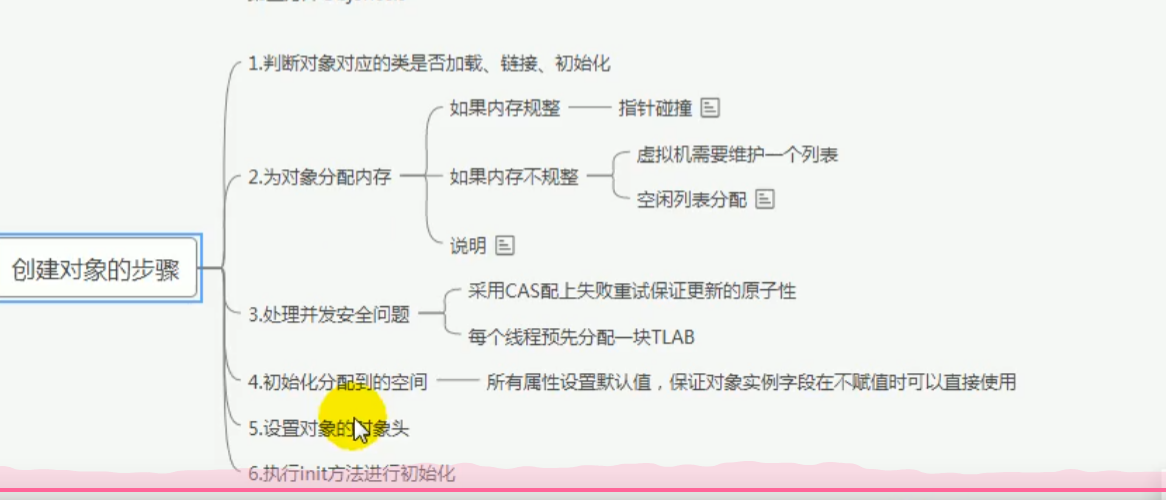 1.判断对象对应的类是否加载、链接、初始化
如果内存规整
指针碰撞
2.为对象分配内存
如果内存不规整
虚拟机需要维护一个列表
空闲列表分配
说明
创建对象的步骤
3.处理并发安全问题
采用CAS配上失败重试保证更新的原子性
每个线程预先分配一块TLAB
4.初始化分配到的空间
所有属性设置默认值，保证对象实例字段在不赋值时可以直接使用
5.设置对象的对象头
6.执行init方法进行初始化